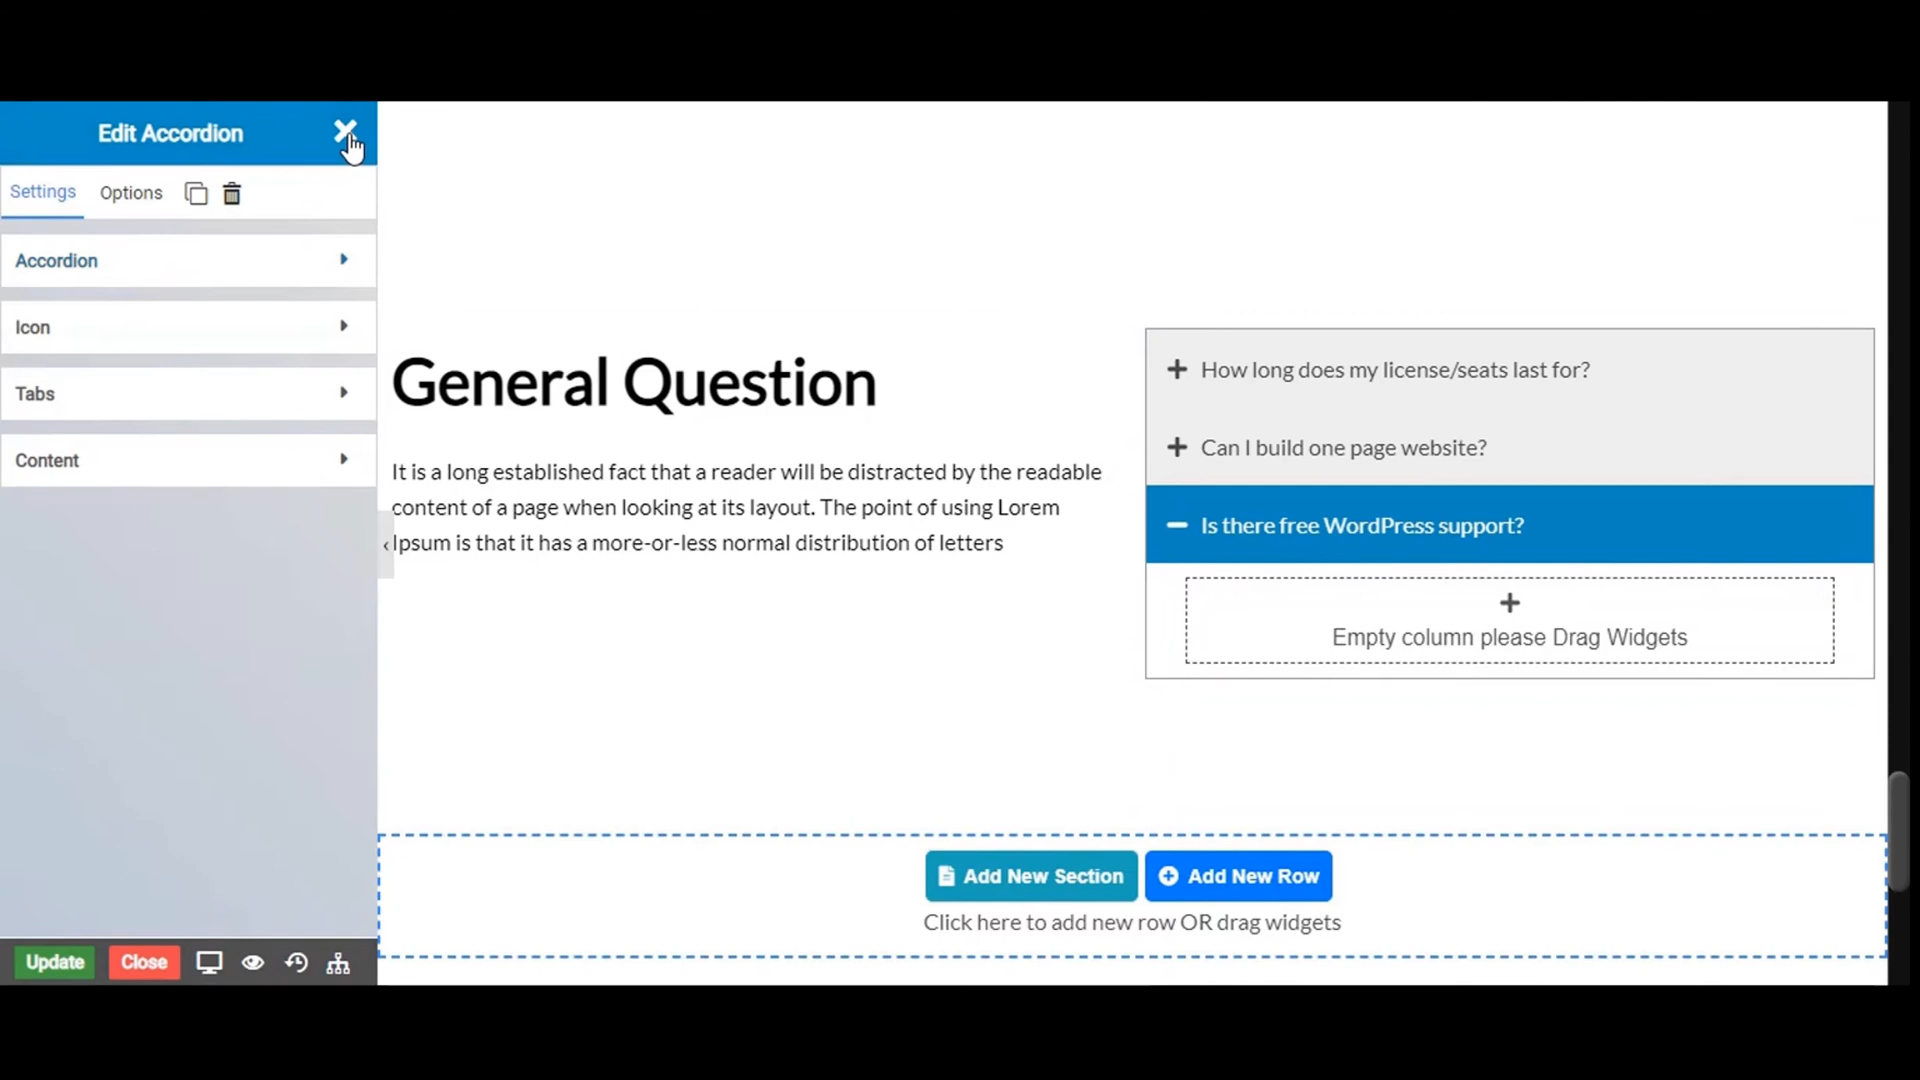 Edit Accordion
Settings
Options
Accordion
Icon
Tabs
Content
General Question
It is a long established fact that a reader will be distracted by the readable
content of a page when looking at its layout. The point of using Lorem
Ipsum is that it has a more-or-less normal distribution of letters
How long does my license/seats last for?
Can I build one page website?
Is there free WordPress support?
Empty column please Drag Widgets
Add New Section
Add New Row
Click here to add new row OR drag widgets
Update
Close